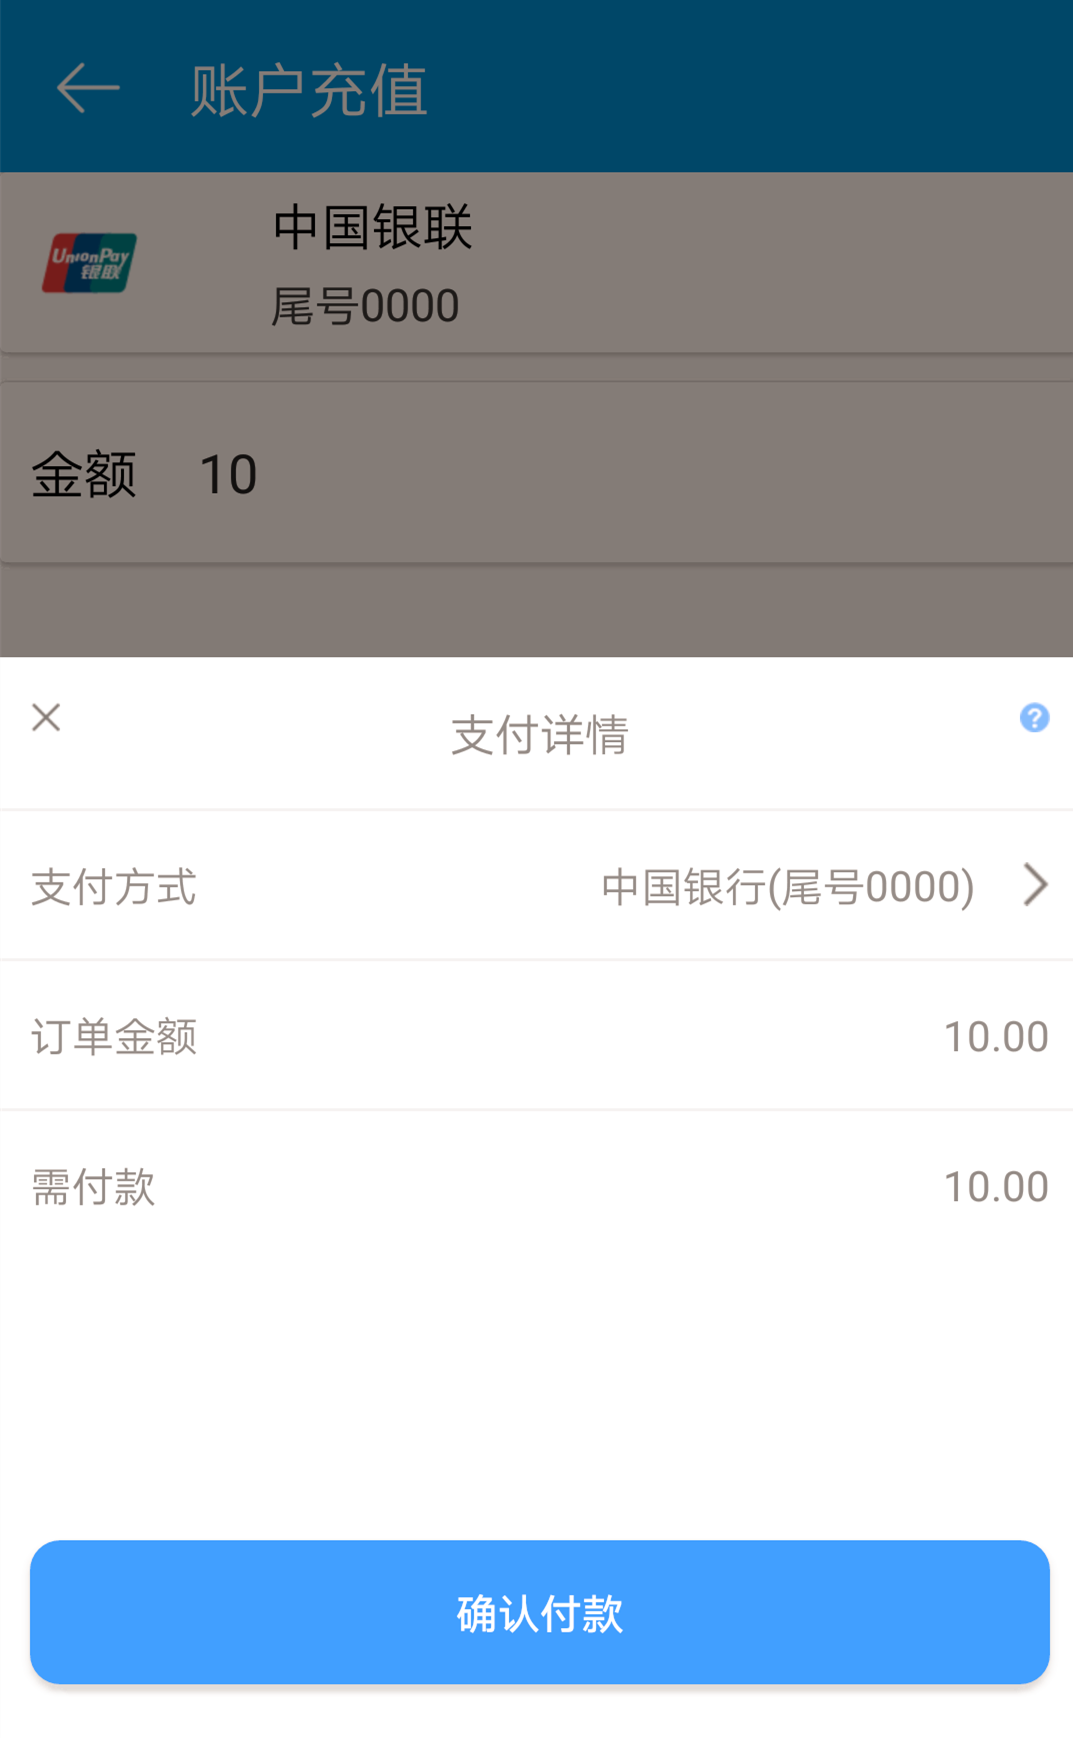 账户充值
UnionPay
银联
中国银联
尾号0000
金额 10
支付详情
?
支付方式 中国银行(尾号0000)
订单金额 10.00
需付款 10.00
确认付款